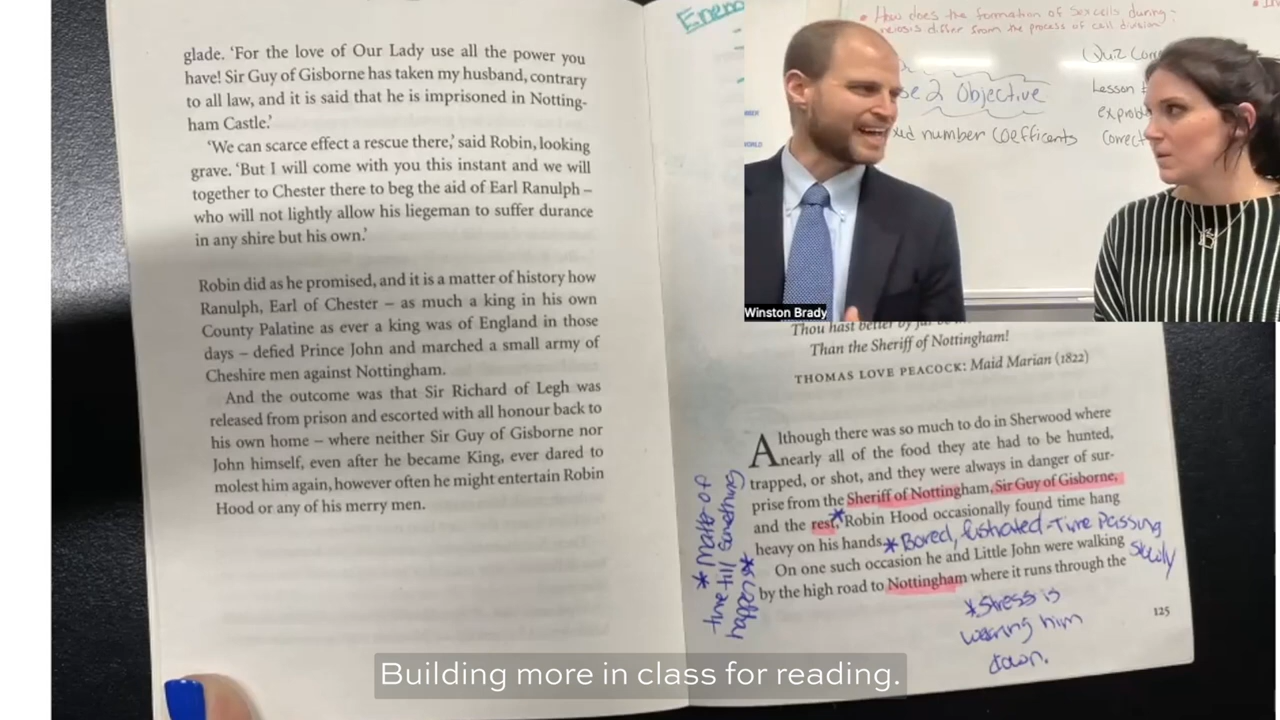 glade. ‘For the love of Our Lady use all the power you
have! Sir Guy of Gisborne has taken my husband, contrary
to all law, and it is said that he is imprisoned in Notting-
ham Castle.’
‘We can scarce effect a rescue there,’ said Robin, looking
grave. ‘But I will come with you this instant and we will
together to Chester there to beg the aid of Earl Ranulph –
who will not lightly allow his liegeman to suffer durance
in any shire but his own.’
Robin did as he promised, and it is a matter of history how
Ranulph, Earl of Chester – as much a king in his own
County Palatine as ever a king was of England in those
days – defied Prince John and marched a small army of
Cheshire men against Nottingham.
And the outcome was that Sir Richard of Legh was
released from prison and escorted with all honour back to
his own home – where neither Sir Guy of Gisborne nor
John himself, even after he became King, ever dared to
molest him again, however often he might entertain Robin
Hood or any of his merry men.
How does the formation of sex cells during
differ from the process of cell division
Quiz
2 Objective
Lesson
number Coefficents
WORLD
Winston Brady
Thou hast better by
Than the Sheriff of Nottingham!
THOMAS LOVE PEACOCK: Maid Marian (1822)
Although there was so much to do in Sherwood where
nearly all of the food they ate had to be hunted,
trapped, or shot, and they were always in danger of sur-
prise from the Sheriff of Nottingham, Sir Guy of Gisborne,
and the rest,* Robin Hood occasionally found time hang
heavy on his hands. *Bored, fustrated-Time Passing
slowly
On one such occasion he and Little John were walking
by the high road to Nottingham where it runs through the
*Matter of
time till something
happens*
*Stress is
wearing him
down.
125
Building more in class for reading.